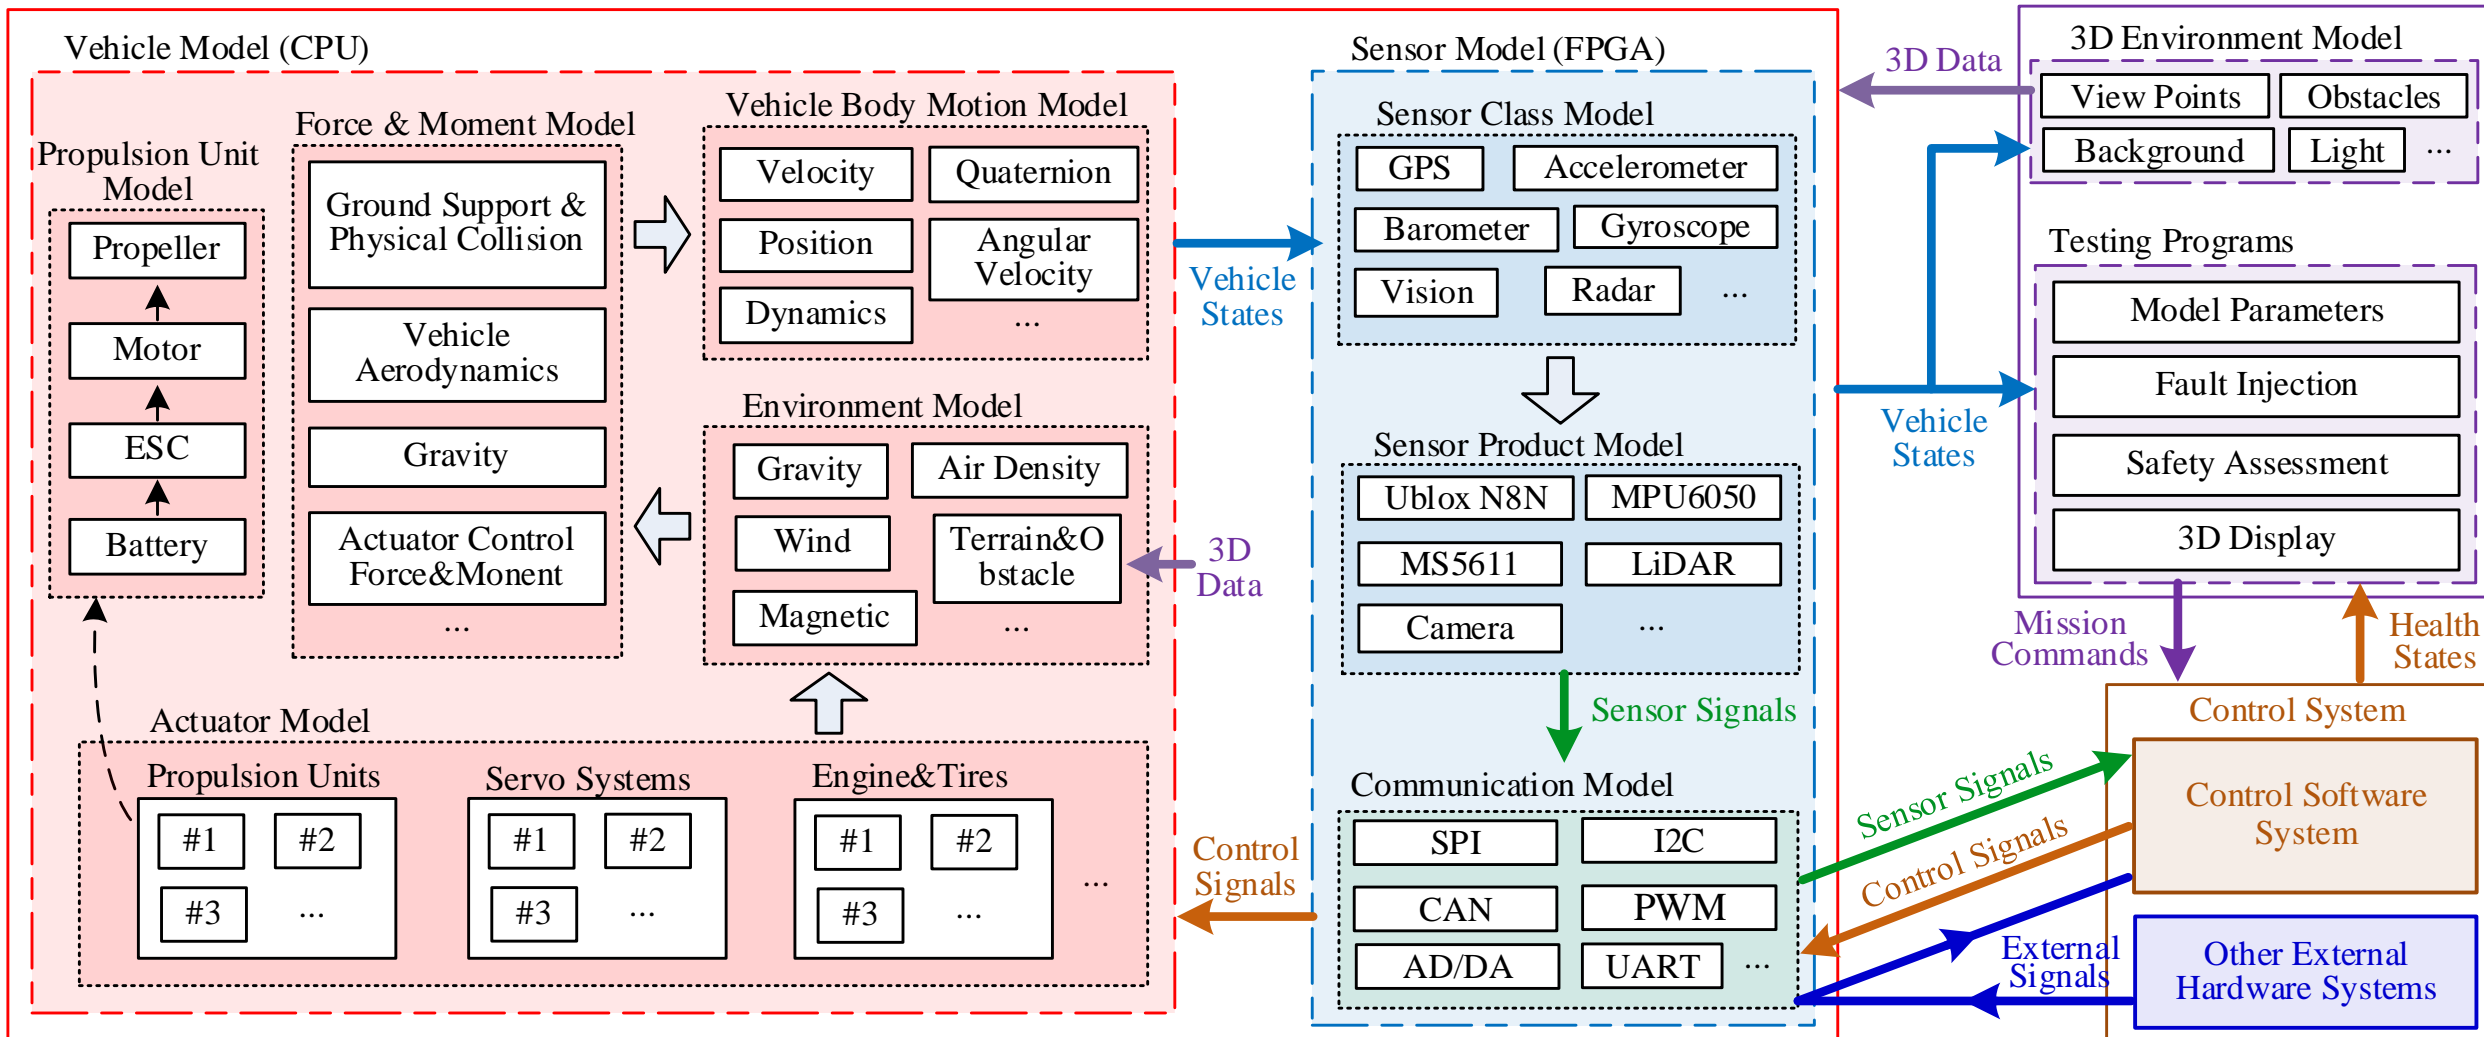 Vehicle Model (CPU)
Propulsion Unit
Model
Propeller
Motor
ESC
Battery
Force & Moment Model
Ground Support &
Physical Collision
Vehicle
Aerodynamics
Gravity
Actuator Control
Force&Monent
...
Vehicle Body Motion Model
Velocity
Quaternion
Position
Angular
Velocity
Dynamics
...
Environment Model
Gravity
Air Density
Wind
Terrain&O
bstacle
Magnetic
...
3D
Data
Actuator Model
Propulsion Units
#1
#2
#3
...
Servo Systems
#1
#2
#3
...
Engine&Tires
#1
#2
#3
...
...
Vehicle
States
Control
Signals
Sensor Model (FPGA)
Sensor Class Model
GPS
Accelerometer
Barometer
Gyroscope
Vision
Radar
...
Sensor Product Model
Ublox N8N
MPU6050
MS5611
LiDAR
Camera
...
Sensor Signals
Communication Model
SPI
I2C
CAN
PWM
AD/DA
UART
...
3D Data
Vehicle
States
3D Environment Model
View Points
Obstacles
Background
Light
...
Testing Programs
Model Parameters
Fault Injection
Safety Assessment
3D Display
Mission
Commands
Health
States
Control System
Control Software
System
Sensor Signals
Control Signals
External
Signals
Other External
Hardware Systems